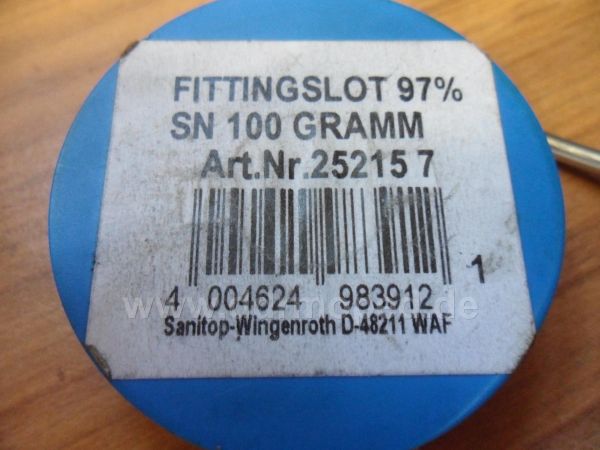 FITTINGSLOT 97%
SN 100 GRAMM
Art.Nr.25215 7
4 004624 983912 1
Sanitop-Wingenroth D-48211 WAF